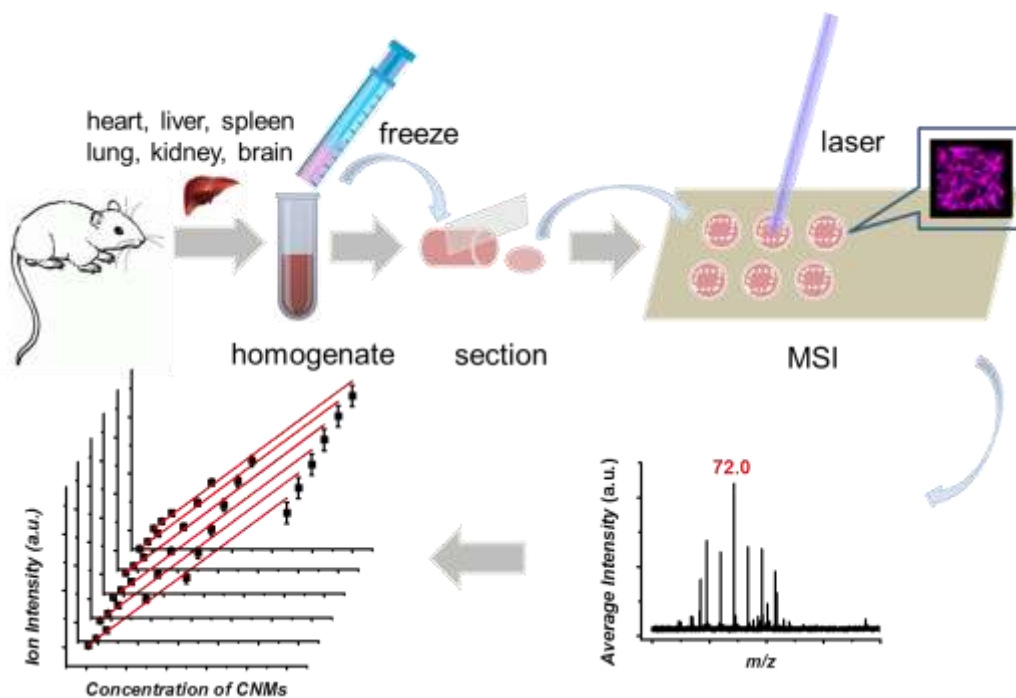 heart, liver, spleen
lung, kidney, brain
freeze
laser
homogenate
section
MSI
72.0
Average Intensity (a.u.)
m/z
Ion Intensity (a.u.)
Concentration of CNMs